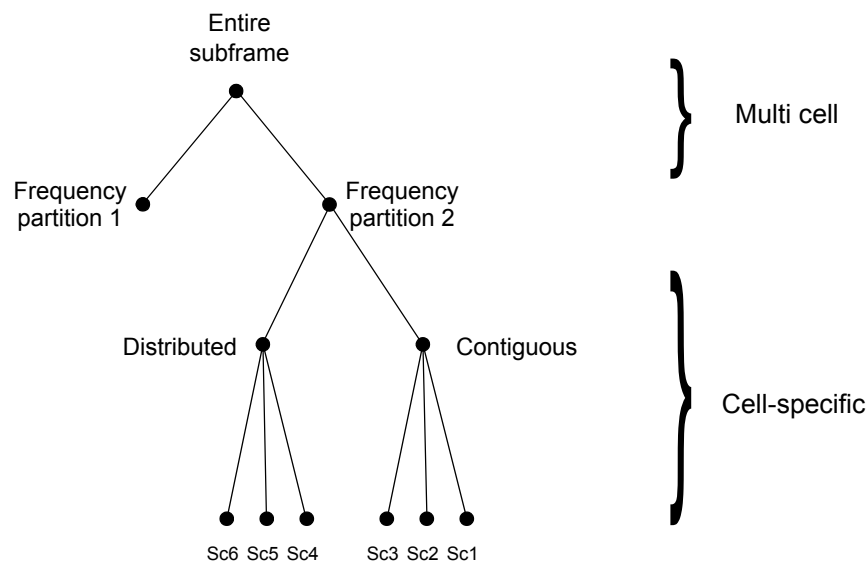 Entire
subframe
Multi cell
Frequency
partition 1
Frequency
partition 2
Distributed
Contiguous
Cell-specific
Sc6 Sc5 Sc4 Sc3 Sc2 Sc1